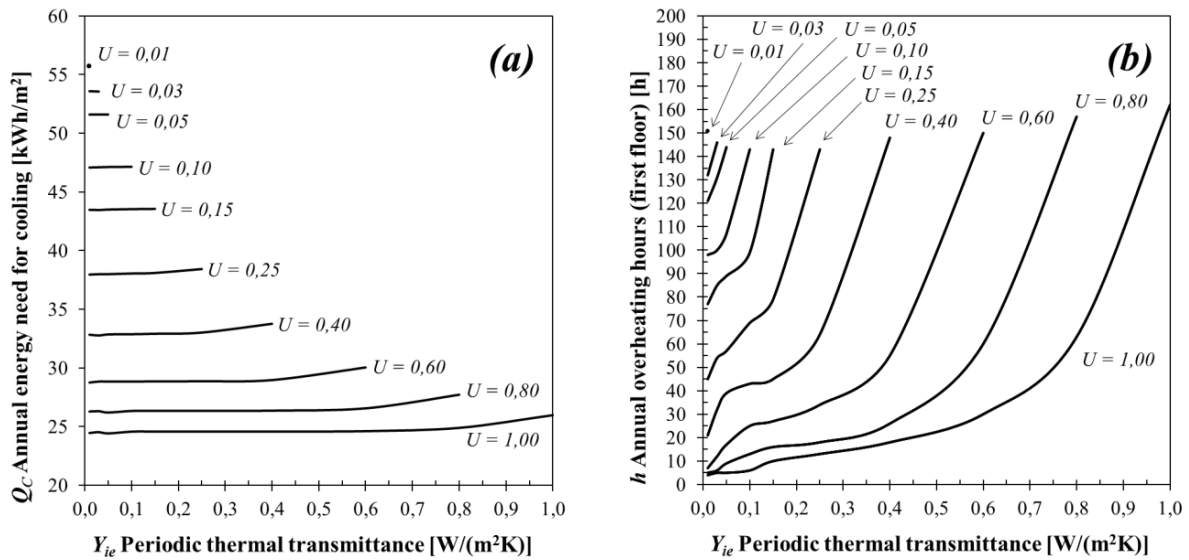 (a)
Q_C Annual energy need for cooling [kWh/m²]
60
55
50
45
40
35
30
25
20
U = 0,01
U = 0,03
U = 0,05
U = 0,10
U = 0,15
U = 0,25
U = 0,40
U = 0,60
U = 0,80
U = 1,00
0,0 0,1 0,2 0,3 0,4 0,5 0,6 0,7 0,8 0,9 1,0
Y_ie Periodic thermal transmittance [W/(m²K)]
(b)
h Annual overheating hours (first floor) [h]
200
190
180
170
160
150
140
130
120
110
100
90
80
70
60
50
40
30
20
10
0
U = 0,03
U = 0,05
U = 0,01
U = 0,10
U = 0,15
U = 0,25
U = 0,40
U = 0,60
U = 0,80
U = 1,00
0,0 0,1 0,2 0,3 0,4 0,5 0,6 0,7 0,8 0,9 1,0
Y_ie Periodic thermal transmittance [W/(m²K)]